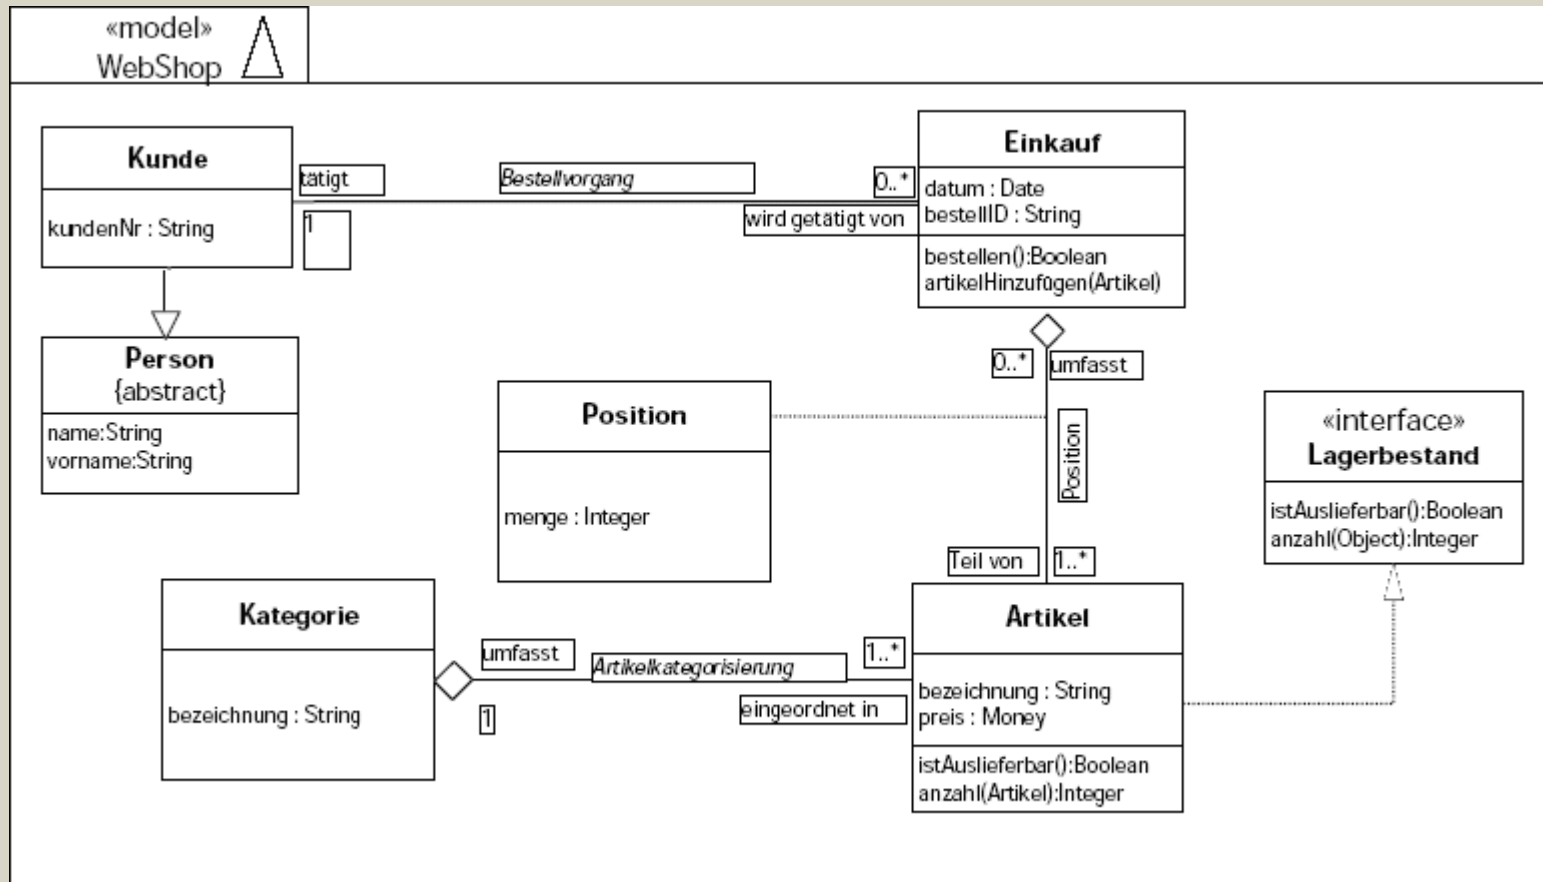 «model»
WebShop
Kunde
kundenNr : String
tätigt
1
Bestellvorgang
0..*
wird getätigt von
Einkauf
datum : Date
bestellID : String
bestellen():Boolean
artikelHinzufügen(Artikel)
Person
{abstract}
name:String
vorname:String
0..*
umfasst
Position
Teil von
1..*
Position
menge : Integer
«interface»
Lagerbestand
istAuslieferbar():Boolean
anzahl(Object):Integer
Kategorie
bezeichnung : String
umfasst
1
Artikelkategorisierung
1..*
eingeordnet in
Artikel
bezeichnung : String
preis : Money
istAuslieferbar():Boolean
anzahl(Artikel):Integer